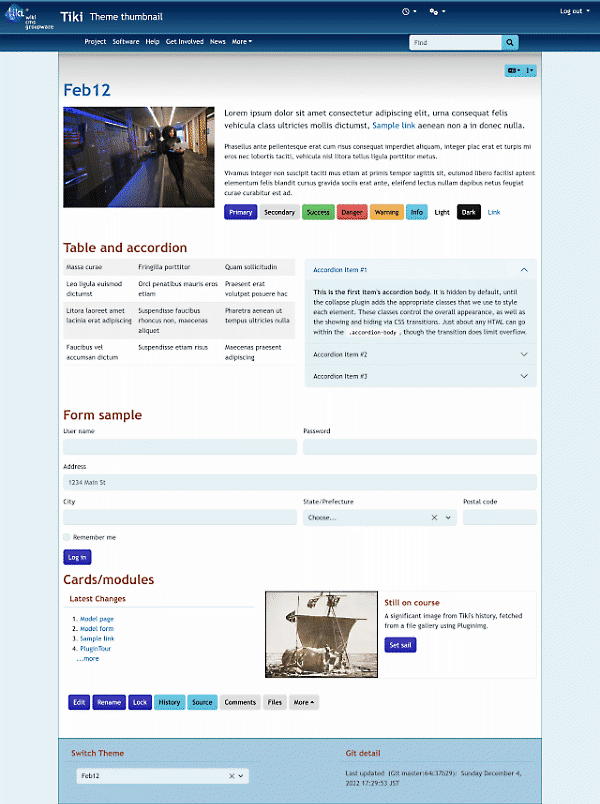 tiki
wiki
cms
groupware
Tiki Theme thumbnail
Log out
Project Software Help Get Involved News More
Find
Feb12
Lorem ipsum dolor sit amet consectetur adipiscing elit, urna consequat felis
vehicula class ultricies mollis dictumst, Sample link aenean non a in donec nulla.
Phasellus ante pellentesque erat cum risus consequat imperdiet aliquam, integer placerat et turpis mi
eros nec lobortis taciti, vehicula nisl litora tellus ligula porttitor metus.
Vivamus integer non suscipit taciti mus etiam at primis tempor sagittis sit, euismod libero facilisi aptent
elementum felis blandit cursus gravida sociis erat ante, eleifend lectus nullam dapibus netus feugiat
curae curabitur est ad.
Primary Secondary Success Danger Warning Info Light Dark Link
Table and accordion
Massa curae Fringilla porttitor Quam sollicitudin
Leo ligula euismod dictumst Orci penatibus mauris eros etiam Praesent erat volutpat posuere hac
Litora laoreet amet lacinia erat adipiscing Suspendisse faucibus rhoncus non, maecenas aliquet Pharetra aenean ut tempus ultricies nulla
Faucibus vel accumsan dictum Suspendisse etiam risus Maecenas praesent adipiscing
Accordion Item #1
This is the first item's accordion body. It is hidden by default, until
the collapse plugin adds the appropriate classes that we use to style
each element. These classes control the overall appearance, as well as
the showing and hiding via CSS transitions. Just about any HTML can go
within the .accordion-body, though the transition does limit overflow.
Accordion Item #2
Accordion Item #3
Form sample
User name Password
Address
1234 Main St
City State/Prefecture Postal code
Choose...
Remember me
Log in
Cards/modules
Latest Changes
1. Model page
2. Model form
3. Sample link
4. PluginTour
...more
Still on course
A significant image from Tiki's history, fetched
from a file gallery using PluginImg.
Set sail
Edit Rename Lock History Source Comments Files More
Switch Theme
Feb12
Git detail
Last updated (Git master:64c37b29): Sunday December 4,
2022 17:29:53 JST